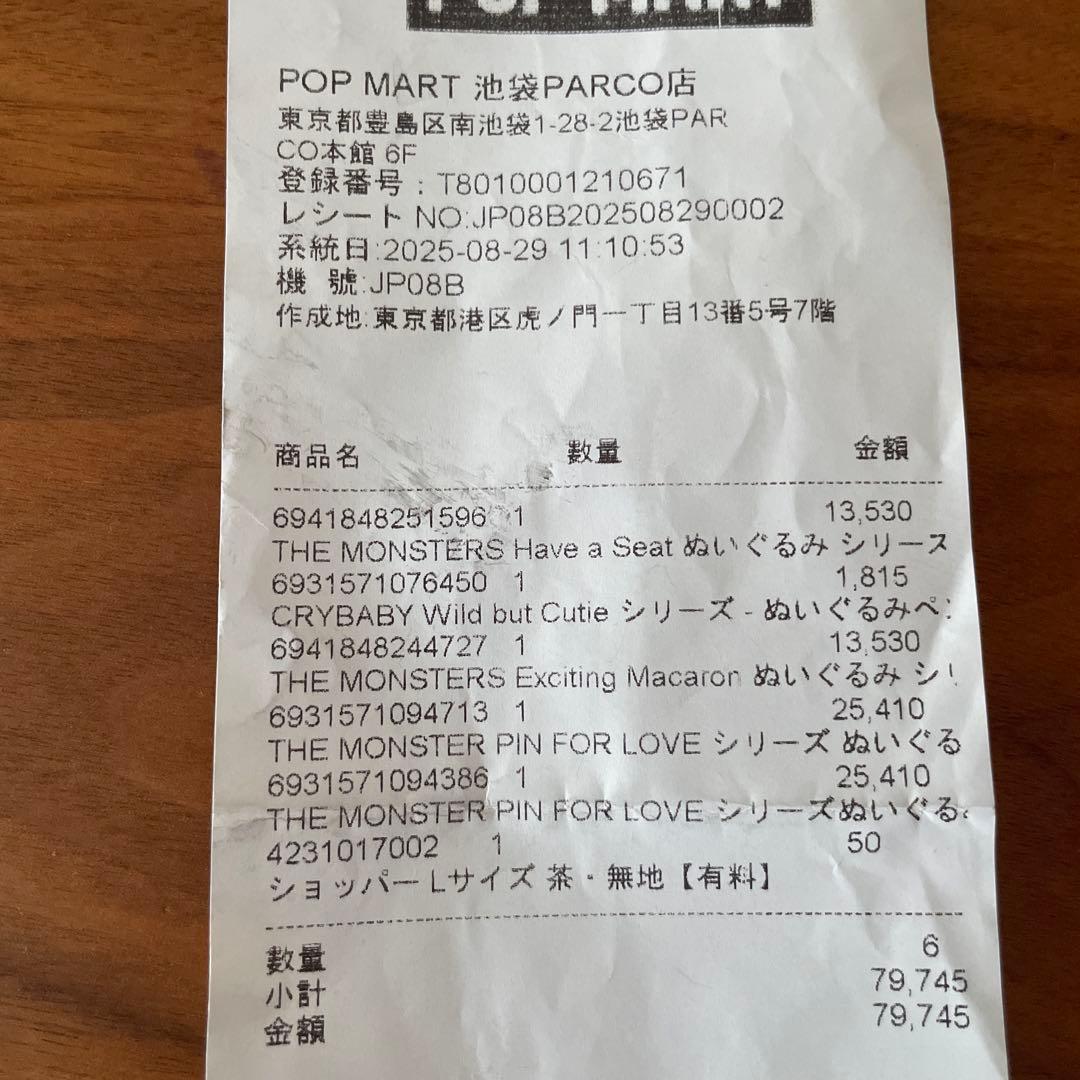 POP MART
POP MART 池袋PARCO店
東京都豊島区南池袋1-28-2池袋PAR
CO本館 6F
登録番号：T8010001210671
レシート NO:JP08B202508290002
系統日:2025-08-29 11:10:53
機 號:JP08B
作成地:東京都港区虎ノ門一丁目13番5号7階
商品名 数量 金額
6941848251596 1 13,530
THE MONSTERS Have a Seat ぬいぐるみ シリース
6931571076450 1 1,815
CRYBABY Wild but Cutie シリーズ - ぬいぐるみペ
6941848244727 1 13,530
THE MONSTERS Exciting Macaron ぬいぐるみ シ
6931571094713 1 25,410
THE MONSTER PIN FOR LOVE シリーズ ぬいぐる
6931571094386 1 25,410
THE MONSTER PIN FOR LOVE シリーズぬいぐる
4231017002 1 50
ショッパー Lサイズ 茶・無地【有料】
数量 6
小計 79,745
金額 79,745